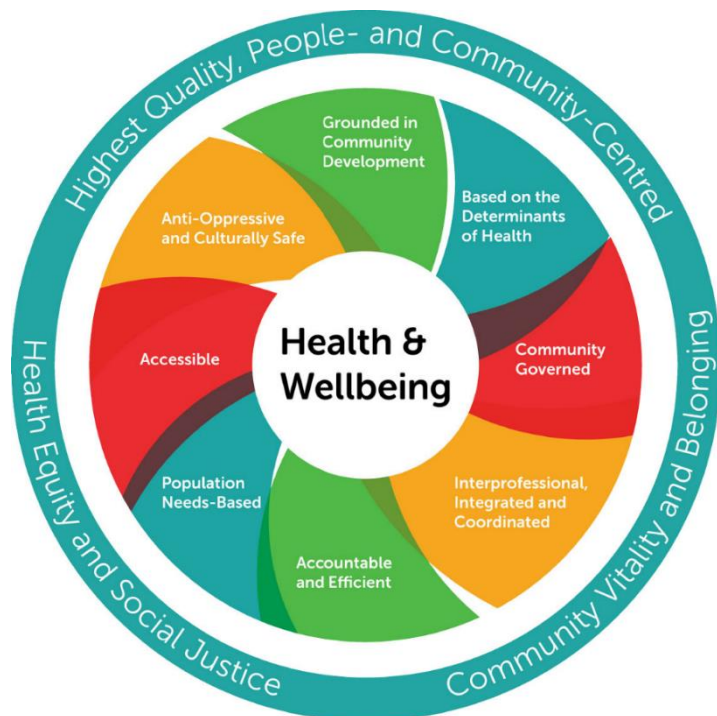 Highest Quality, People- and Community-Centred
Grounded in
Community
Development
Based on the
Determinants
of Health
Community
Governed
Interprofessional,
Integrated and
Coordinated
Accountable
and Efficient
Population
Needs-Based
Accessible
Anti-Oppressive
and Culturally Safe
Health &
Wellbeing
Community Vitality and Belonging
Health Equity and Social Justice